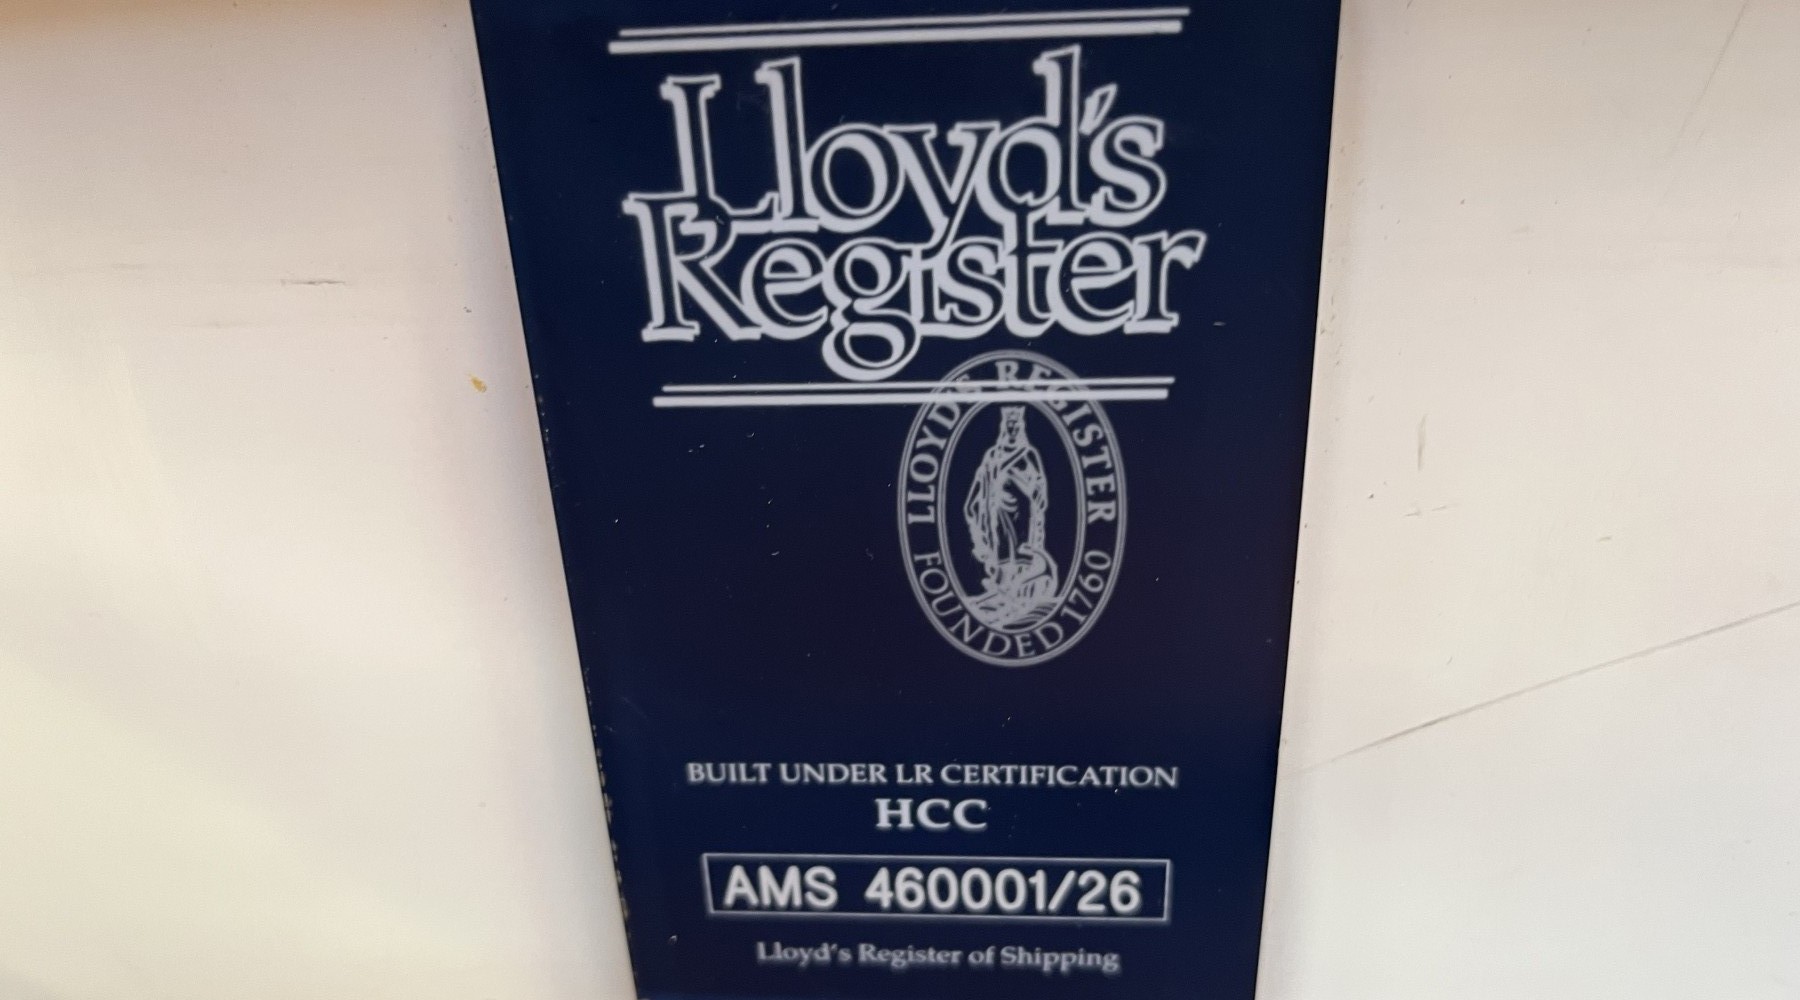 Lloyd's
Register
LLOYD'S REGISTER
FOUNDED 1760
BUILT UNDER LR CERTIFICATION
HCC
AMS 460001/26
Lloyd's Register of Shipping